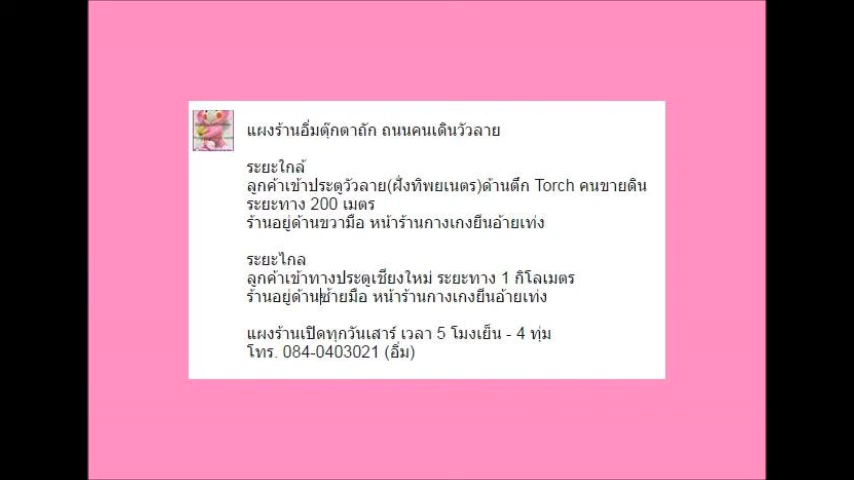 แผงร้านอิ่มตุ๊กตาถัก ถนนคนเดินวัวลาย
ระยะใกล้
ลูกค้าเข้าประตูวัวลาย(ฝั่งทิพยเนตร)ด้านตึก Torch คนขายดิน
ระยะทาง 200 เมตร
ร้านอยู่ด้านขวามือ หน้าร้านกางเกงยีนอ้ายเท่ง
ระยะไกล
ลูกค้าเข้าทางประตูเชียงใหม่ ระยะทาง 1 กิโลเมตร
ร้านอยู่ด้านซ้ายมือ หน้าร้านกางเกงยีนอ้ายเท่ง
แผงร้านเปิดทุกวันเสาร์ เวลา 5 โมงเย็น - 4 ทุ่ม
โทร. 084-0403021 (อิ่ม)